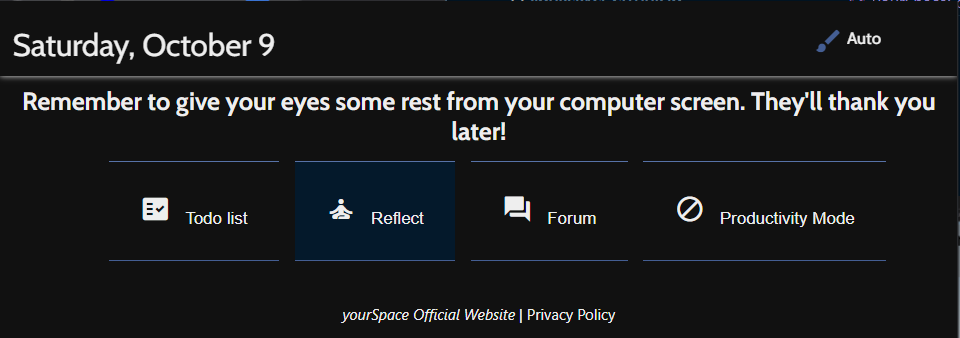 Saturday, October 9
Auto
Remember to give your eyes some rest from your computer screen. They'll thank you
later!
Todo list
Reflect
Forum
Productivity Mode
yourSpace Official Website | Privacy Policy